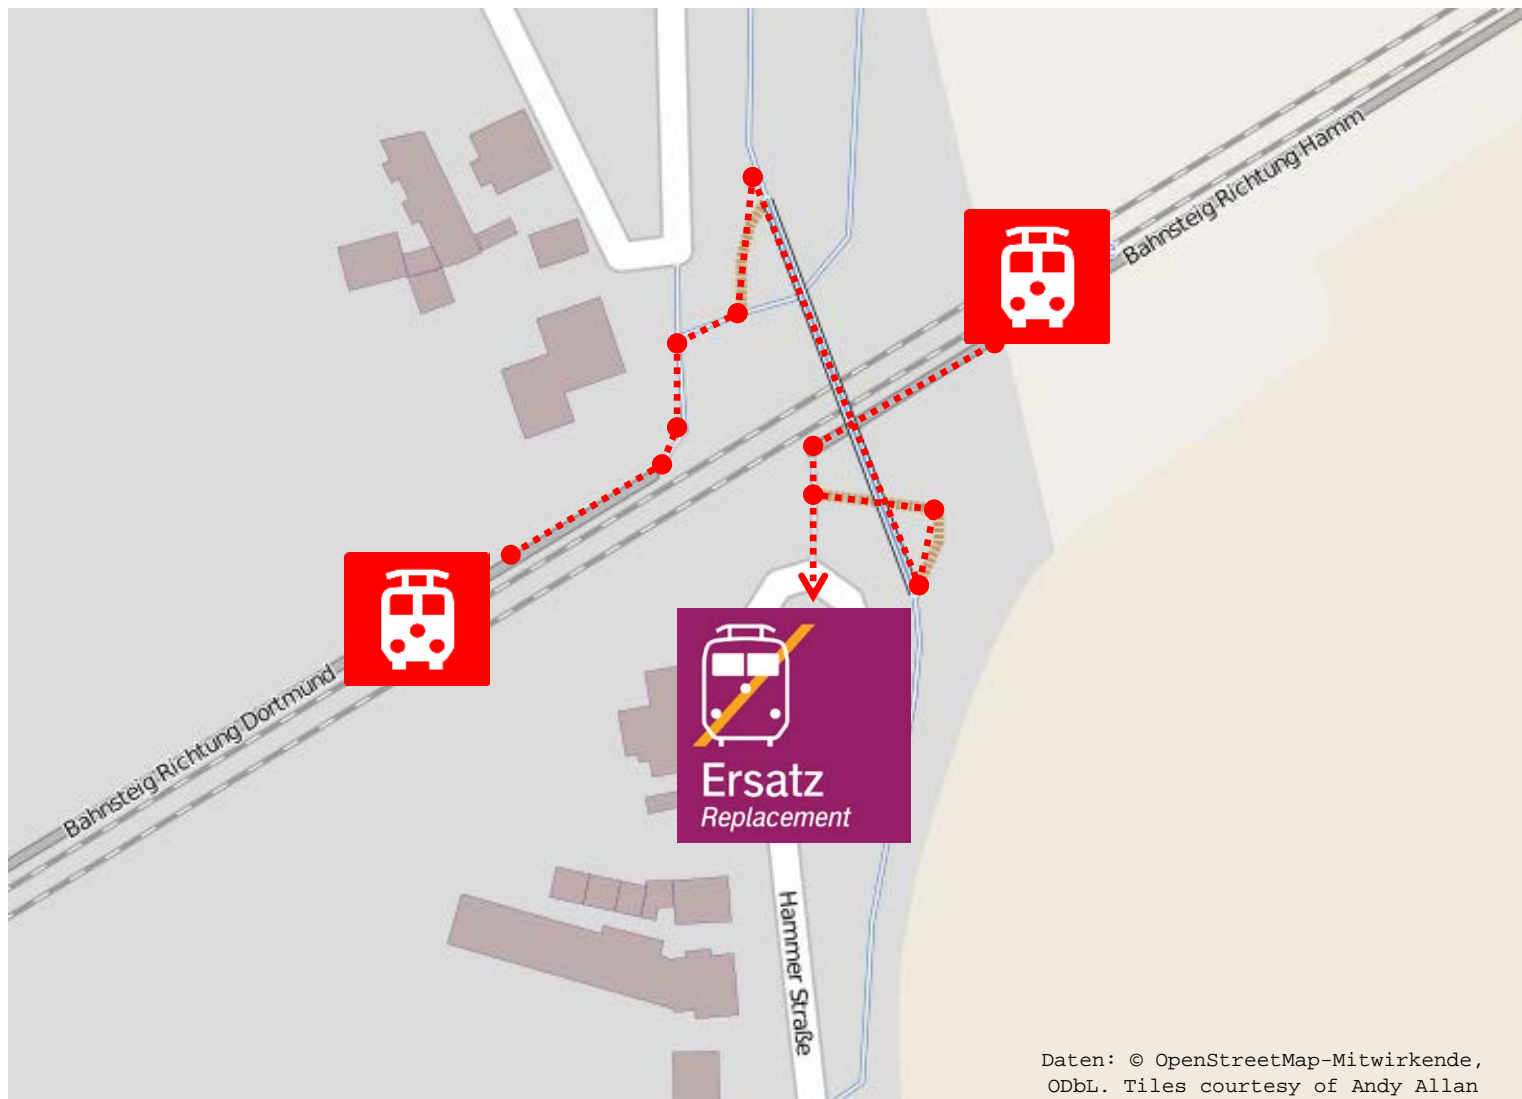 Bahnsteig Richtung Hamm
Bahnsteig Richtung Dortmund
Ersatz
Replacement
Hammer Straße
Daten: © OpenStreetMap-Mitwirkende,
ODbL. Tiles courtesy of Andy Allan